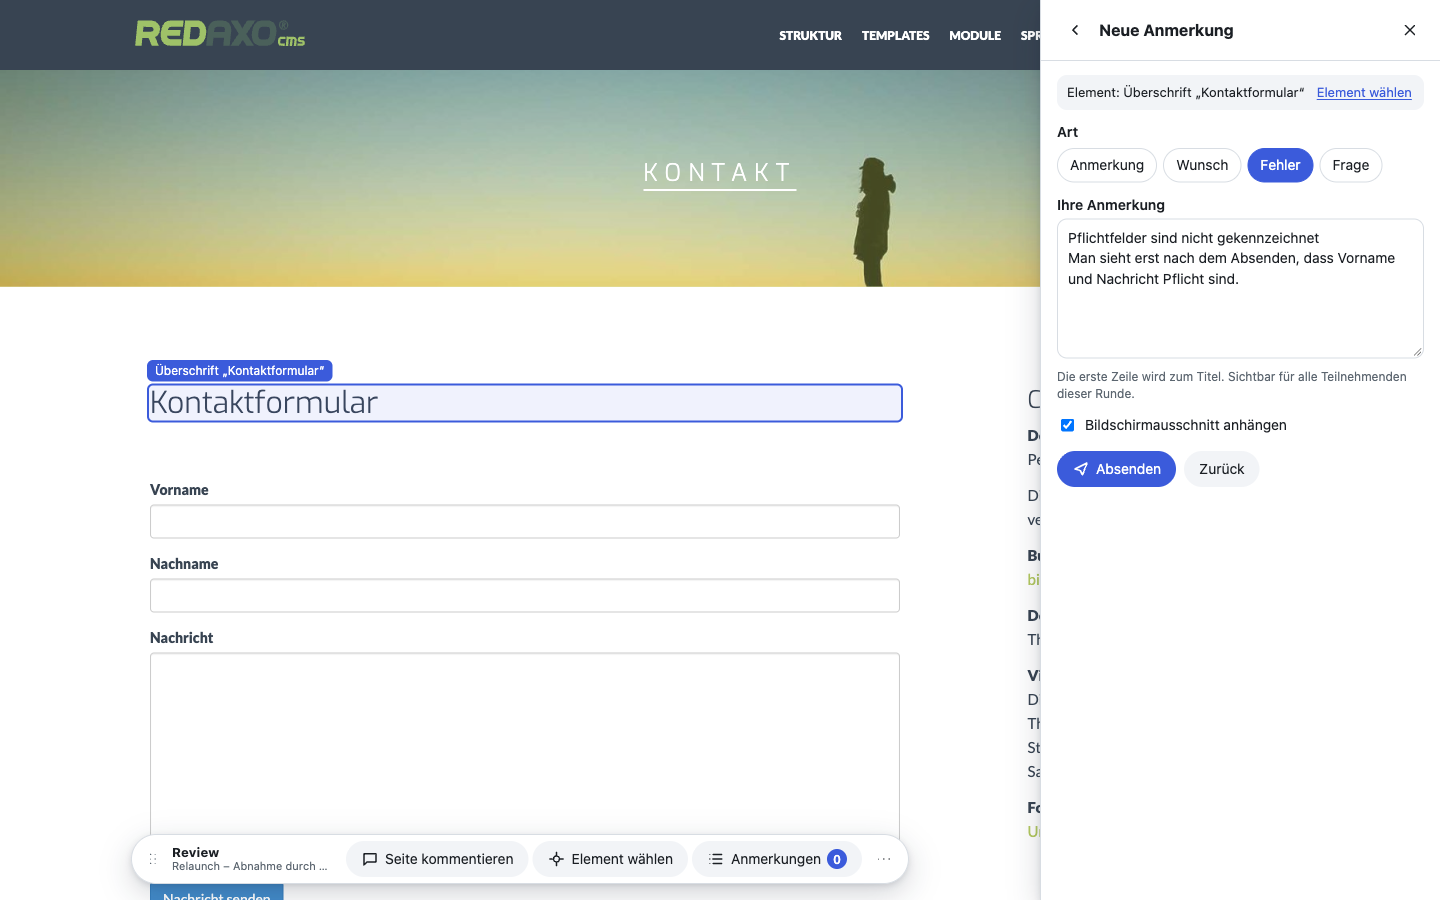 REDAXO® cms
STRUKTUR TEMPLATES MODULE
KONTAKT
Überschrift „Kontaktformular“
Kontaktformular
Vorname
Nachname
Nachricht
Nachricht senden
Review
Relaunch – Abnahme durch ...
Seite kommentieren
Element wählen
Anmerkungen 0
Neue Anmerkung
Element: Überschrift „Kontaktformular“ Element wählen
Art
Anmerkung Wunsch Fehler Frage
Ihre Anmerkung
Pflichtfelder sind nicht gekennzeichnet
Man sieht erst nach dem Absenden, dass Vorname
und Nachricht Pflicht sind.
Die erste Zeile wird zum Titel. Sichtbar für alle Teilnehmenden
dieser Runde.
Bildschirmausschnitt anhängen
Absenden Zurück